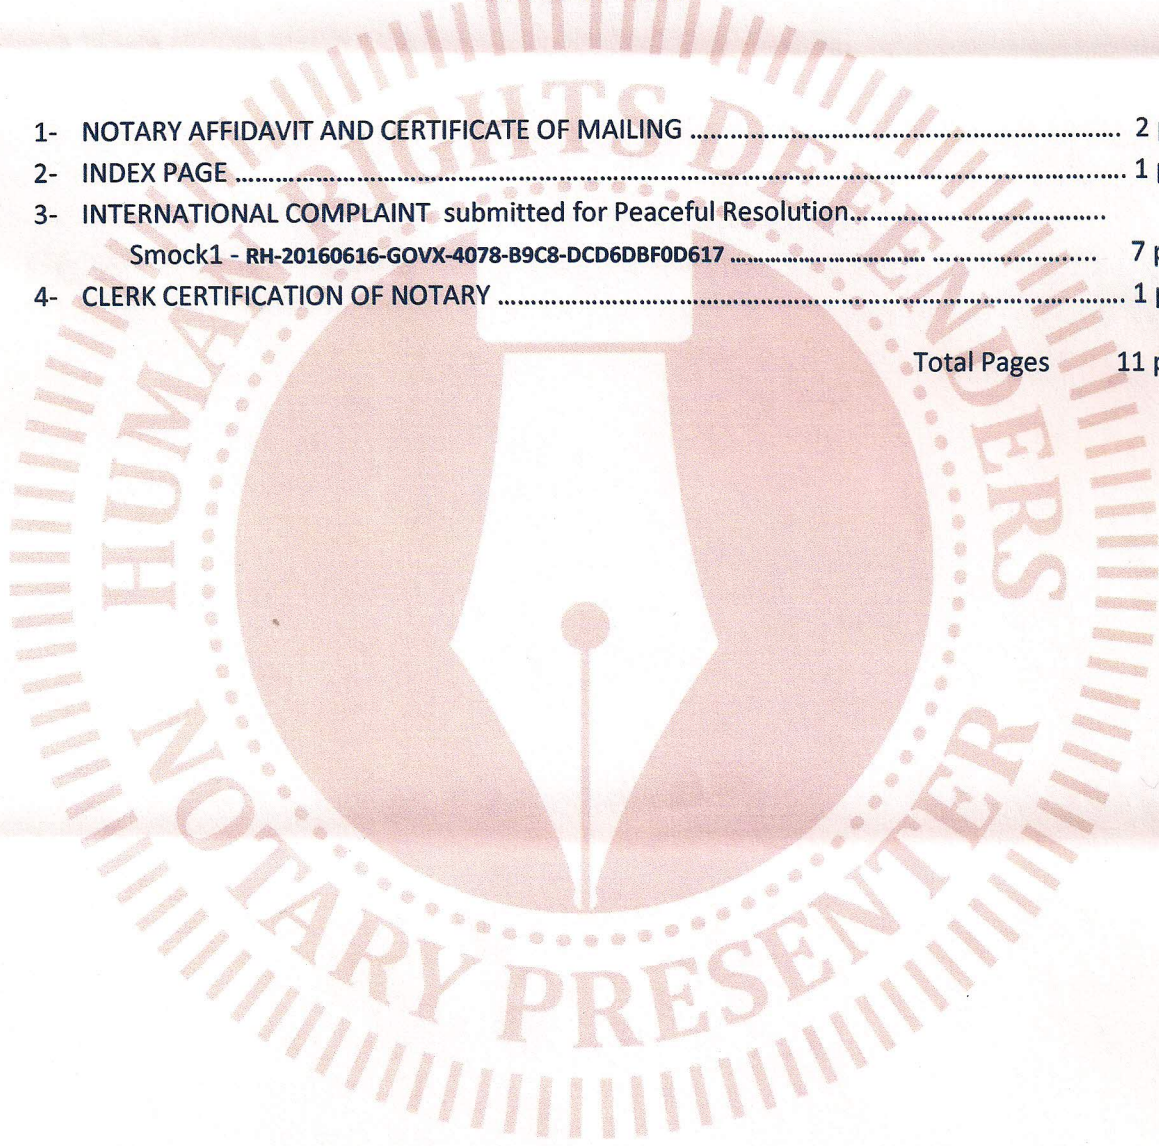 HUMAN RIGHTS DEFENDERS
1- NOTARY AFFIDAVIT AND CERTIFICATE OF MAILING ........ 2 p
2- INDEX PAGE ........ 1 p
3- INTERNATIONAL COMPLAINT submitted for Peaceful Resolution........
Smock1 - RH-20160616-GOVX-4078-B9C8-DCD6DBF0D617 ........ 7 p
4- CLERK CERTIFICATION OF NOTARY ........ 1 p
Total Pages 11 p
NOTARY PRESENTER